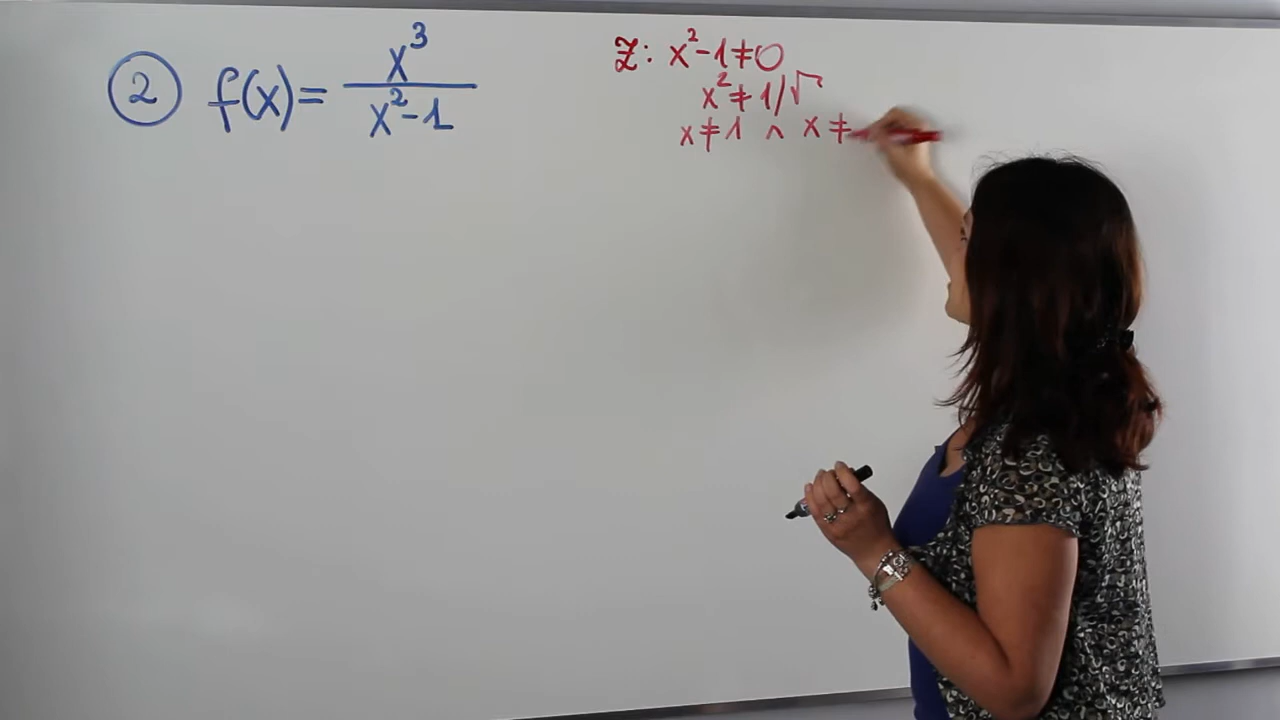 ② f(x)= x³/(x²-1)
Z: x²-1≠0
x²≠1/√
x≠1 ∧ x≠